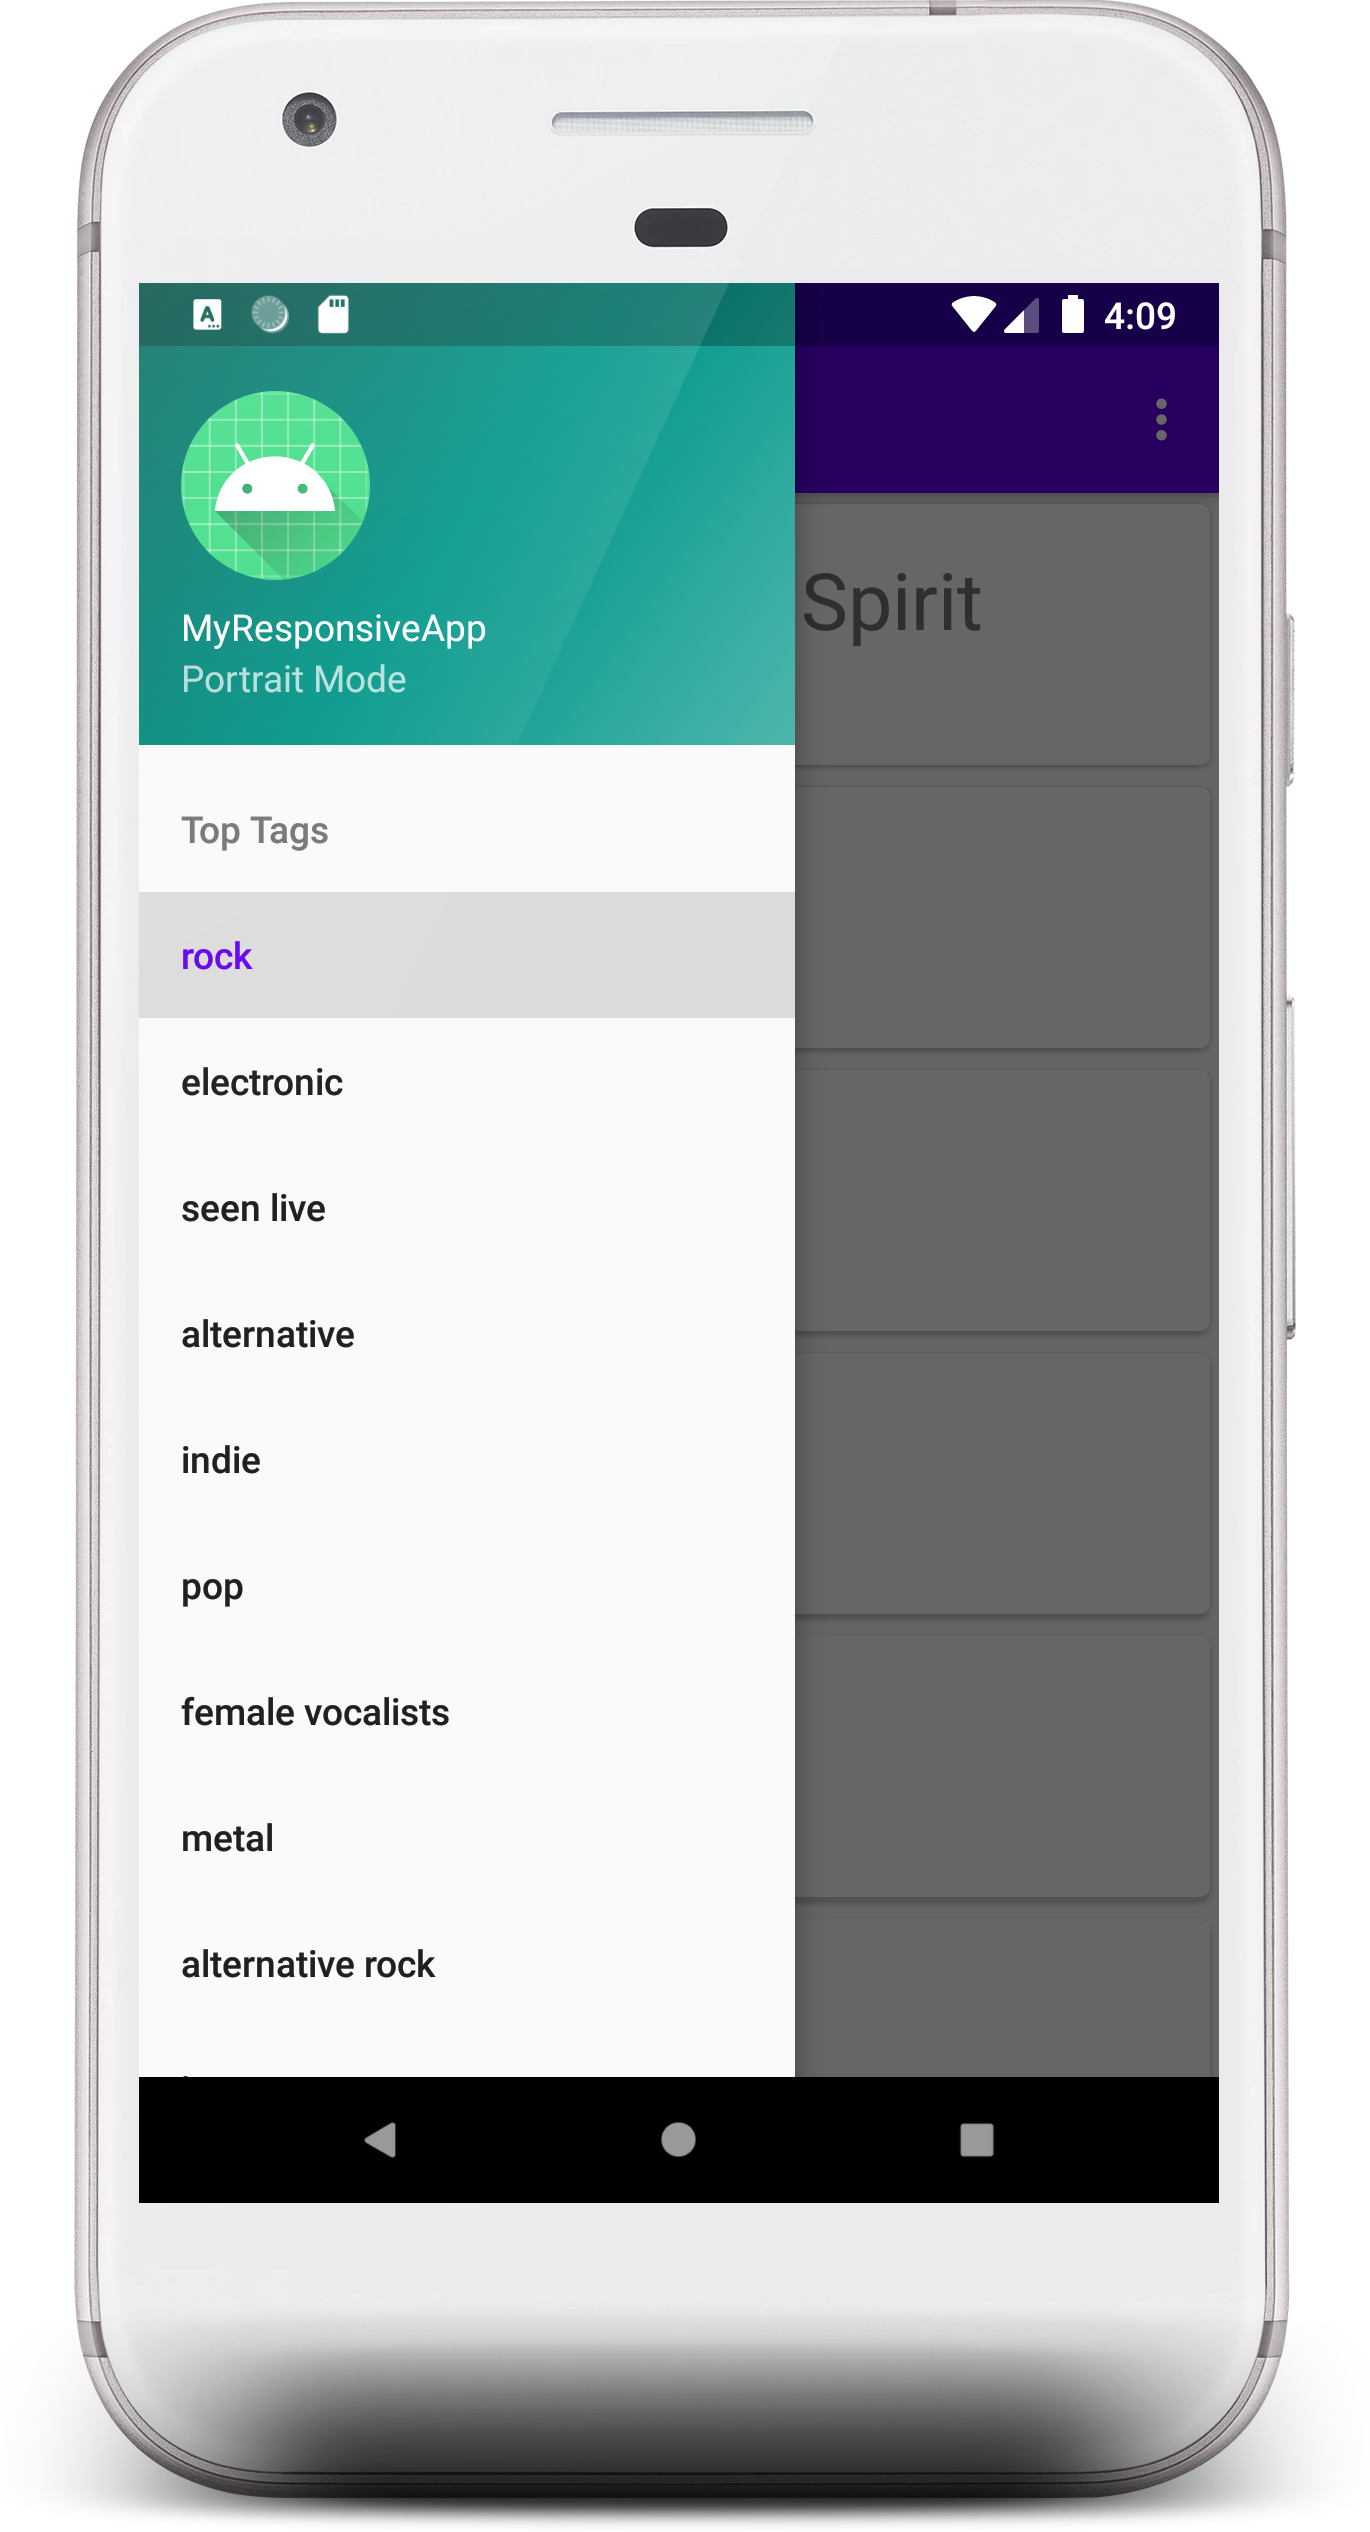 4:09
MyResponsiveApp
Portrait Mode
Spirit
Top Tags
rock
electronic
seen live
alternative
indie
pop
female vocalists
metal
alternative rock